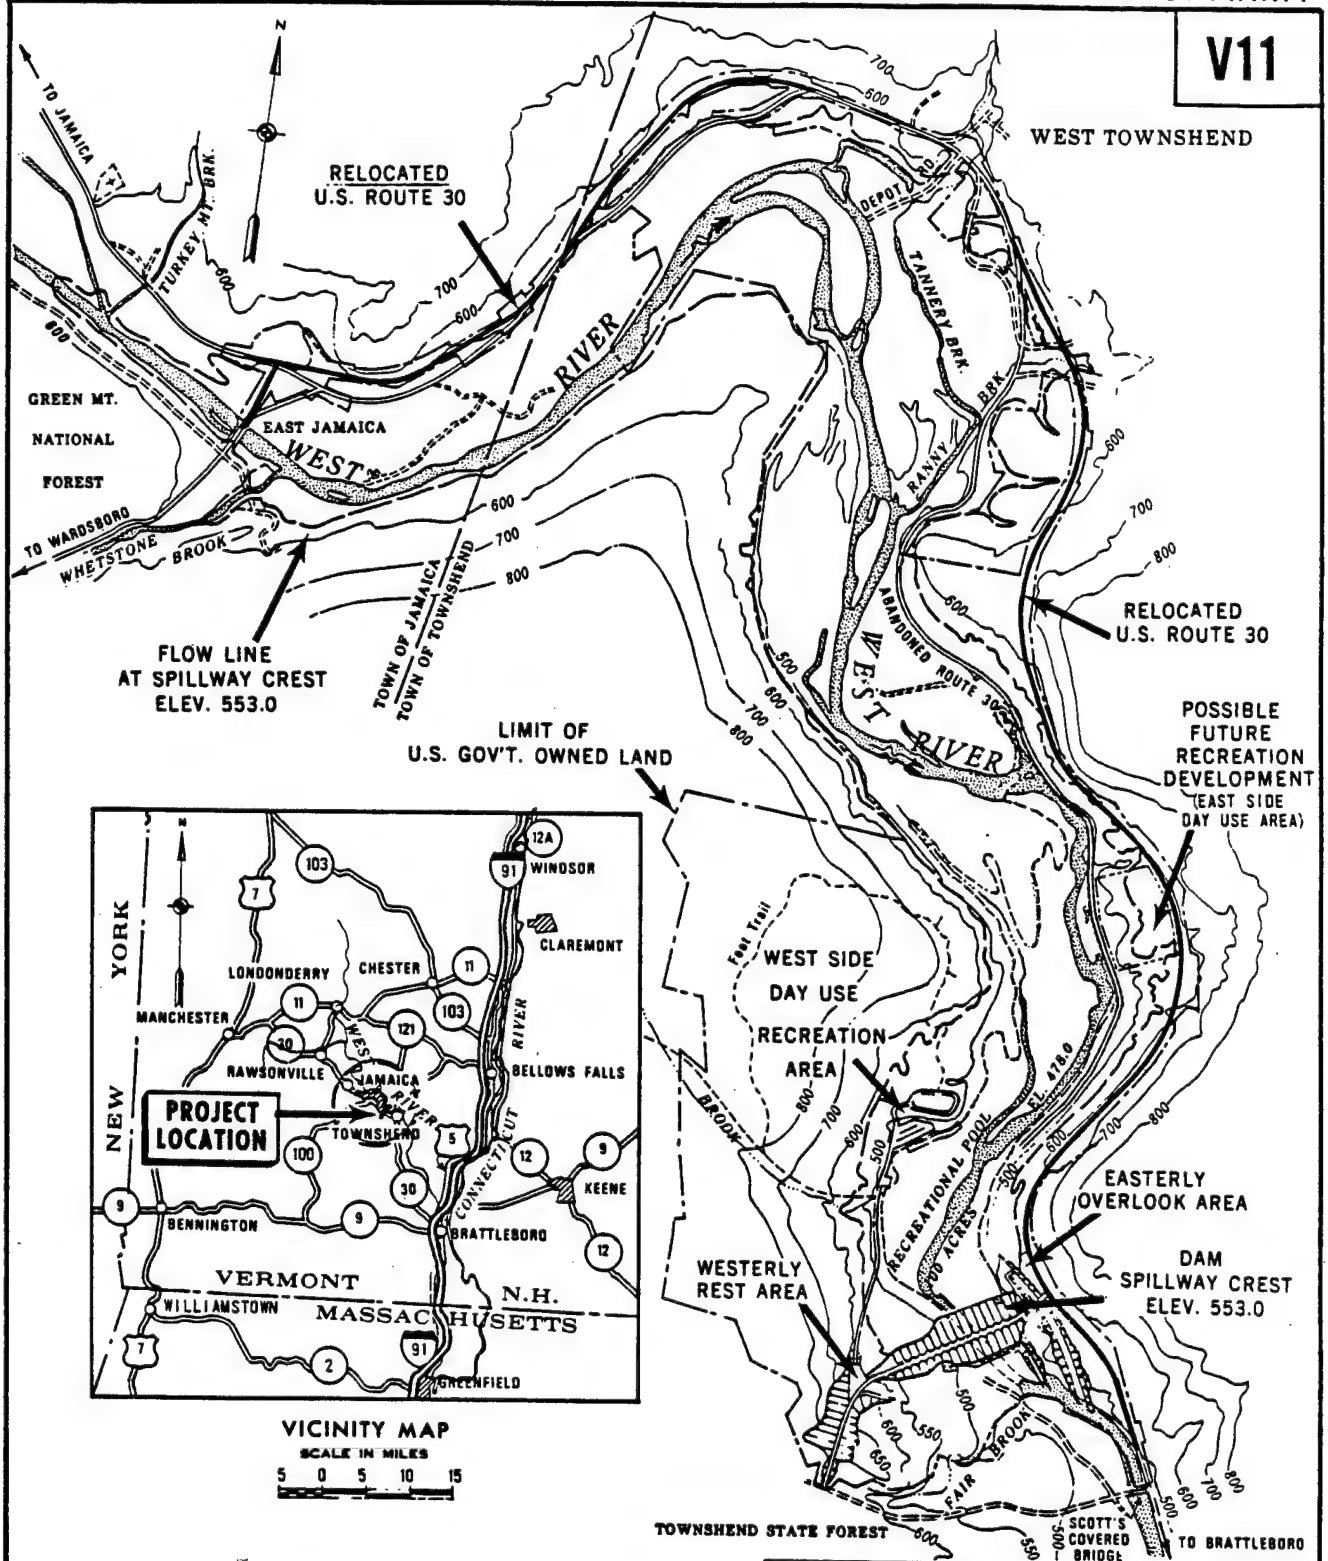 V11
N
TO JAMAICA
TURKEY MT. BRK.
RELOCATED
U.S. ROUTE 30
WEST TOWNSHEND
700
600
DEPOT RD
600
700
600
TANNERY BRK.
RANNY BRK
800
GREEN MT.
NATIONAL
FOREST
EAST JAMAICA
WEST RIVER
TO WARDSBORO
WHETSTONE BROOK
600
700
800
600
700
800
FLOW LINE
AT SPILLWAY CREST
ELEV. 553.0
TOWN OF JAMAICA
TOWN OF TOWNSHEND
ABANDONED ROUTE 30
600
RELOCATED
U.S. ROUTE 30
500
600
700
800
WEST RIVER
LIMIT OF
U.S. GOV'T. OWNED LAND
POSSIBLE
FUTURE
RECREATION
DEVELOPMENT
(EAST SIDE
DAY USE AREA)
Foot Trail
WEST SIDE
DAY USE
RECREATION
AREA
BROOK
800
700
600
500
RECREATIONAL POOL EL. 478.0
ACRES
500
600
700
800
EASTERLY
OVERLOOK AREA
DAM
SPILLWAY CREST
ELEV. 553.0
WESTERLY
REST AREA
600
650
550
500
FAIR BROOK
TOWNSHEND STATE FOREST
600
550
500
SCOTT'S
COVERED
BRIDGE
500
600
700
800
TO BRATTLEBORO
N
NEW YORK
7
103
91
12A
WINDSOR
CLAREMONT
LONDONDERRY
CHESTER
11
11
103
MANCHESTER
30
121
WEST RIVER
RAWSONVILLE
JAMAICA
BELLOWS FALLS
PROJECT
LOCATION
TOWNSHEND
CONNECTICUT RIVER
5
100
30
12
9
KEENE
12
9
BENNINGTON
9
BRATTLEBORO
VERMONT
N.H.
MASSACHUSETTS
WILLIAMSTOWN
7
2
91
GREENFIELD
VICINITY MAP
SCALE IN MILES
5 0 5 10 15